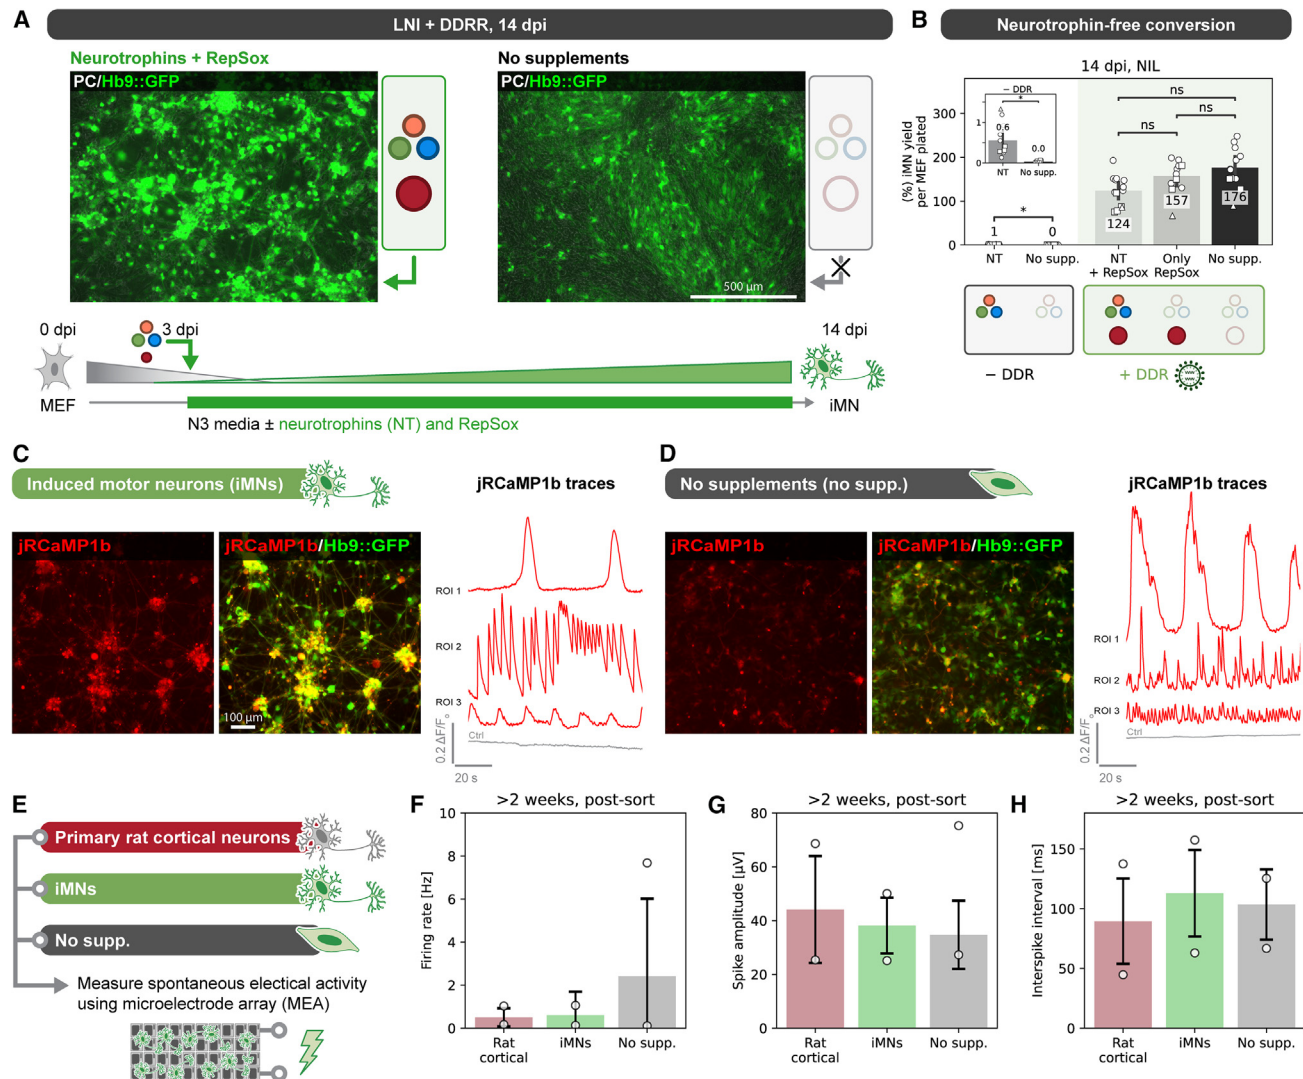 A
LNI + DDRR, 14 dpi
Neurotrophins + RepSox
PC/Hb9::GFP
No supplements
PC/Hb9::GFP
500 µm
0 dpi
3 dpi
14 dpi
MEF
iMN
N3 media ± neurotrophins (NT) and RepSox
B
Neurotrophin-free conversion
14 dpi, NIL
(%) iMN yield
per MEF plated
300
200
100
0
− DDR
*
1
0
0.6
0.0
NT
No supp.
*
1
0
ns
ns
ns
124
157
176
NT
No supp.
NT
+ RepSox
Only
RepSox
No supp.
− DDR
+ DDR
C
Induced motor neurons (iMNs)
jRCaMP1b
jRCaMP1b/Hb9::GFP
100 µm
jRCaMP1b traces
ROI 1
ROI 2
ROI 3
Ctrl
0.2 ΔF/F₀
20 s
D
No supplements (no supp.)
jRCaMP1b
jRCaMP1b/Hb9::GFP
jRCaMP1b traces
ROI 1
ROI 2
ROI 3
Ctrl
0.2 ΔF/F₀
20 s
E
Primary rat cortical neurons
iMNs
No supp.
Measure spontaneous electical activity
using microelectrode array (MEA)
F
>2 weeks, post-sort
Firing rate [Hz]
10
8
6
4
2
0
Rat
cortical
iMNs
No supp.
G
>2 weeks, post-sort
Spike amplitude [µV]
80
60
40
20
0
Rat
cortical
iMNs
No supp.
H
>2 weeks, post-sort
Interspike interval [ms]
150
100
50
0
Rat
cortical
iMNs
No supp.